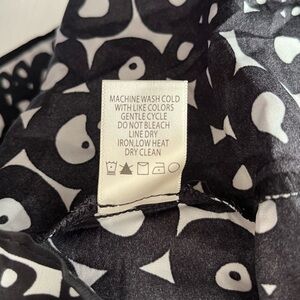 MACHINE WASH COLD
WITH LIKE COLORS
GENTLE CYCLE
DO NOT BLEACH
LINE DRY
IRON,LOW HEAT
DRY CLEAN